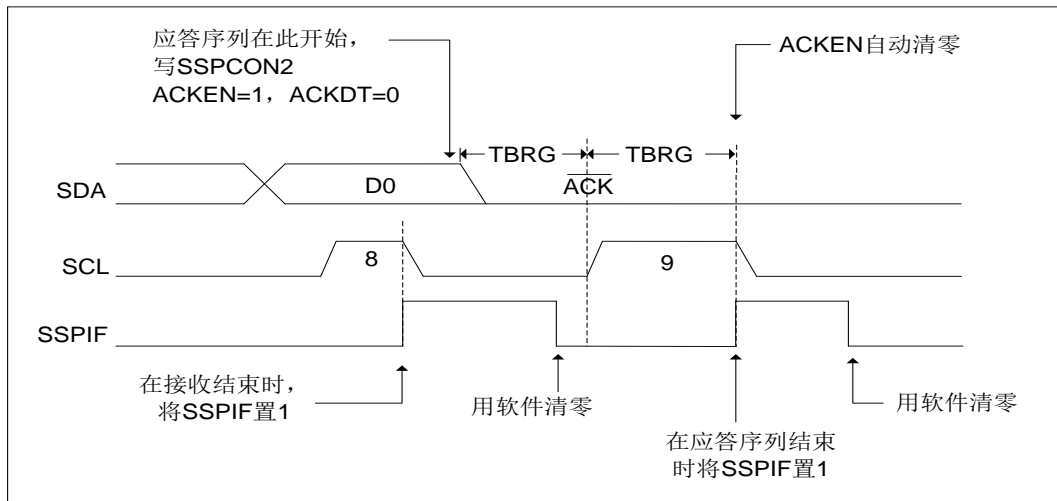 应答序列在此开始，
写SSPCON2
ACKEN=1，ACKDT=0
ACKEN自动清零
TBRG
TBRG
SDA
D0
ACK
SCL
8
9
SSPIF
在接收结束时，
将SSPIF置1
用软件清零
在应答序列结束
时将SSPIF置1
用软件清零